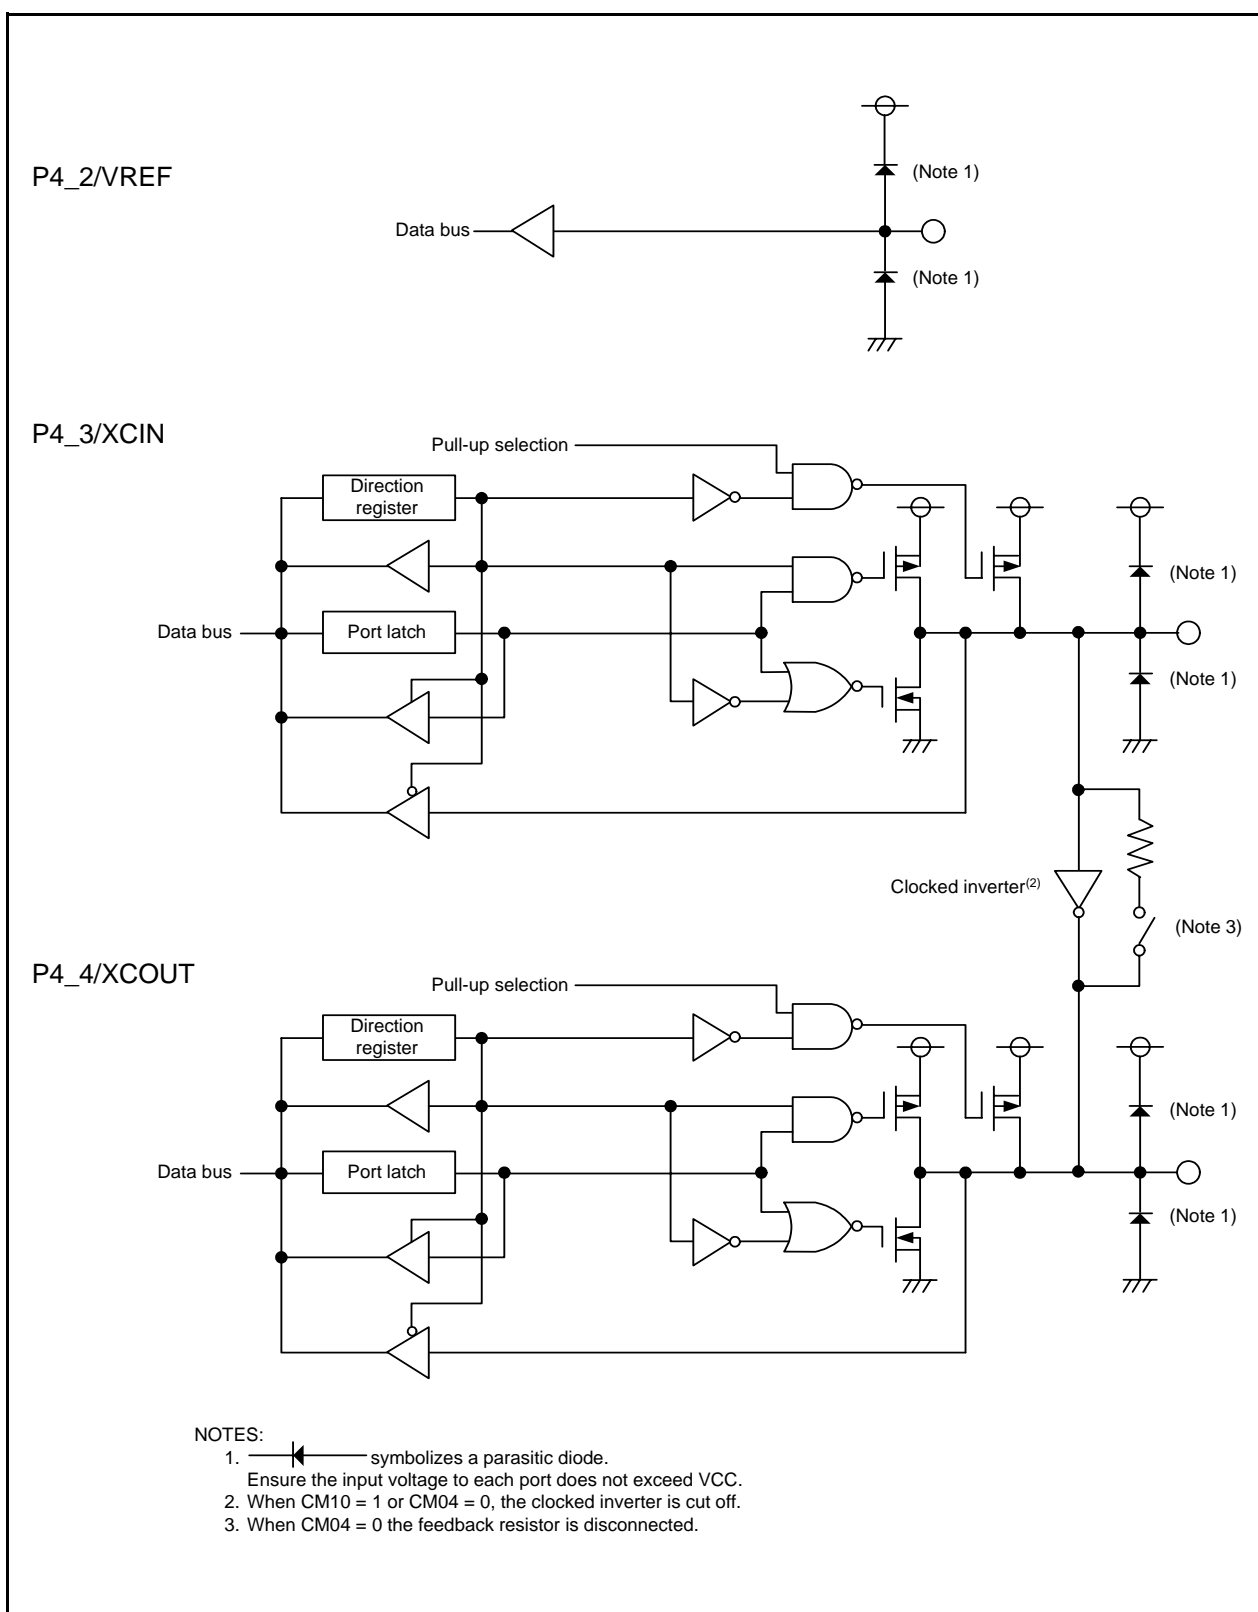 P4_2/VREF
(Note 1)
Data bus
(Note 1)
P4_3/XCIN
Pull-up selection
Direction
register
(Note 1)
Data bus
Port latch
(Note 1)
Clocked inverter(2)
(Note 3)
P4_4/XCOUT
Pull-up selection
Direction
register
(Note 1)
Data bus
Port latch
(Note 1)
NOTES:
1. symbolizes a parasitic diode.
Ensure the input voltage to each port does not exceed VCC.
2. When CM10 = 1 or CM04 = 0, the clocked inverter is cut off.
3. When CM04 = 0 the feedback resistor is disconnected.